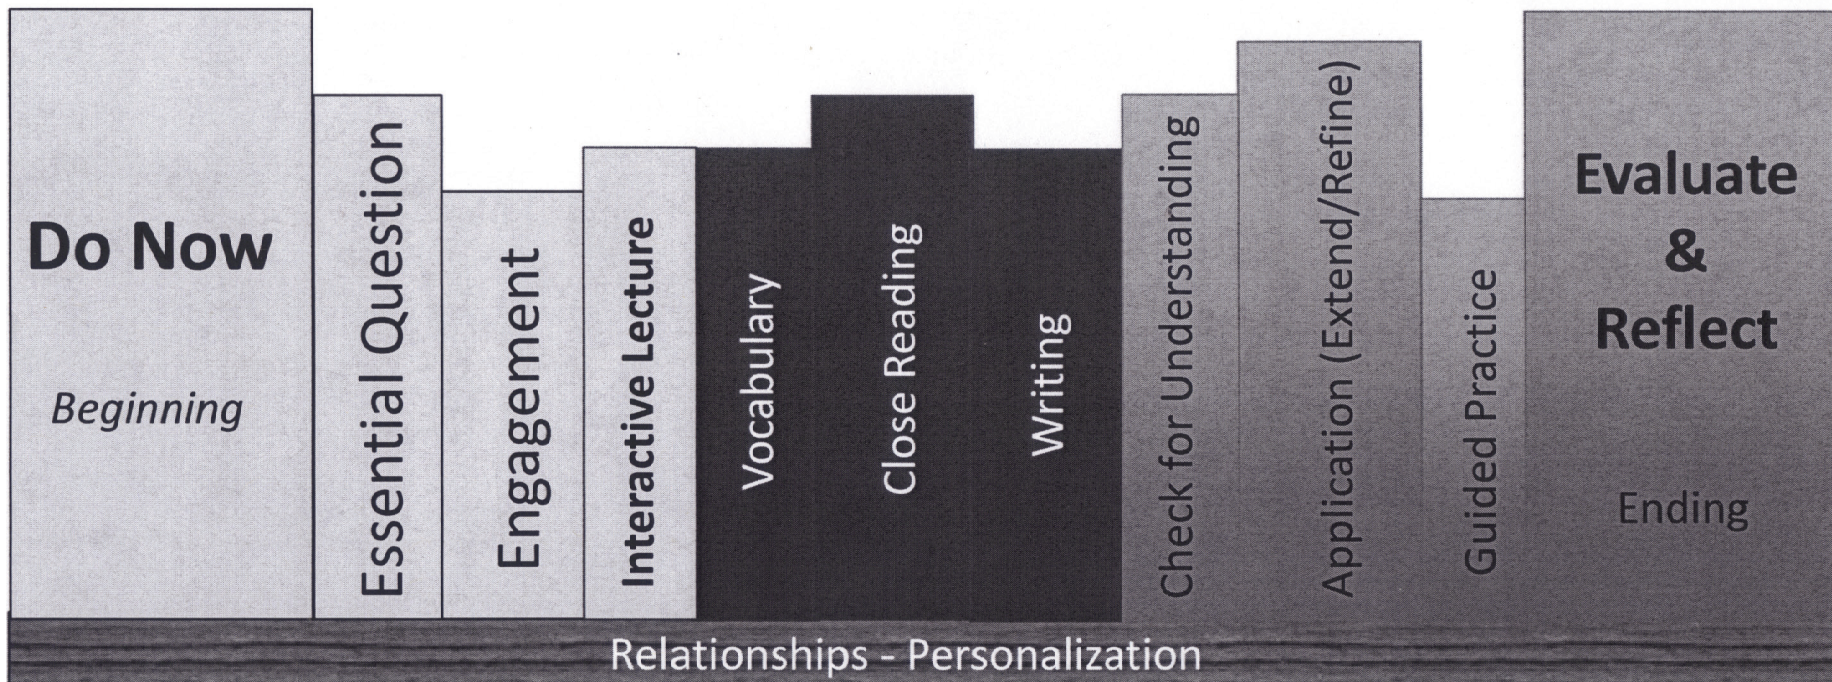 Do Now
Beginning
Essential Question
Engagement
Interactive Lecture
Vocabulary
Close Reading
Writing
Check for Understanding
Application (Extend/Refine)
Guided Practice
Evaluate
&
Reflect
Ending
Relationships - Personalization